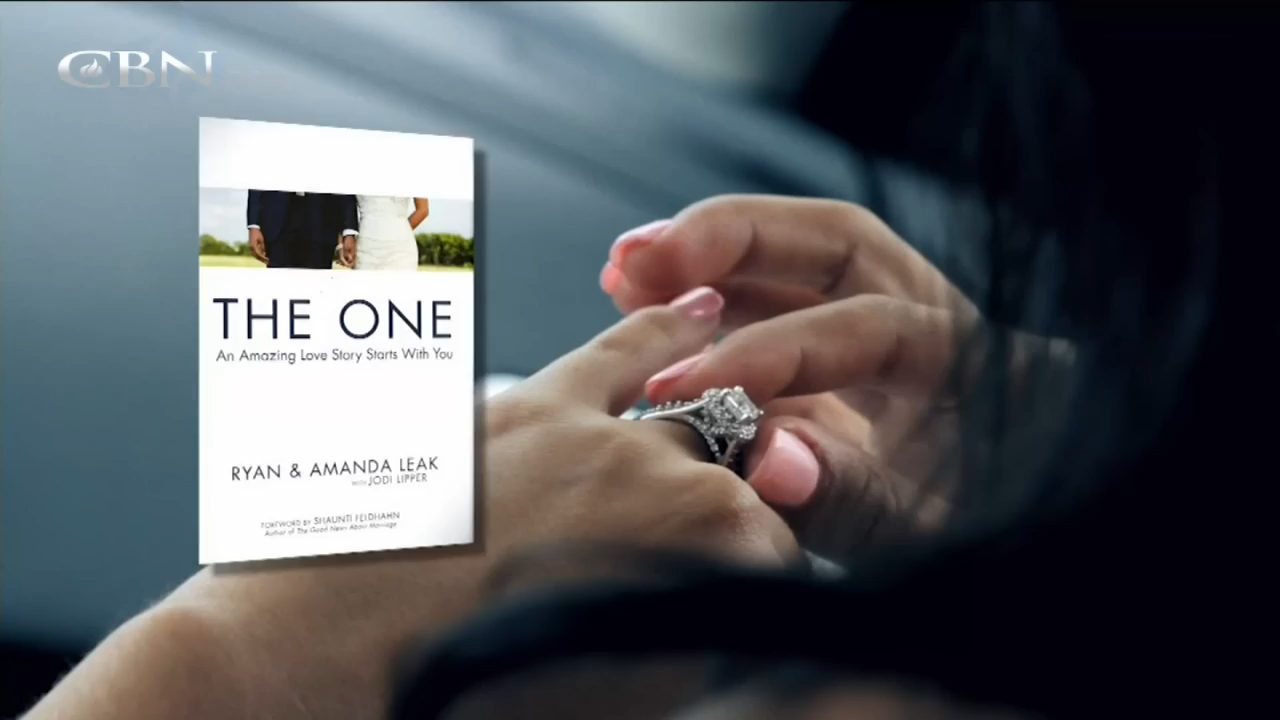 CBN
THE ONE
An Amazing Love Story Starts With You
RYAN & AMANDA LEAK
WITH JODI LIPPER
FOREWORD BY SHAUNTI FELDHAHN
Author of The Good News About Marriage